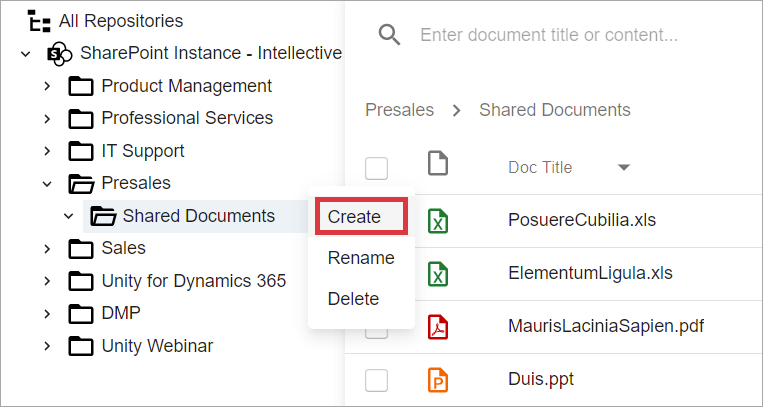 All Repositories
SharePoint Instance - Intellective
Product Management
Professional Services
IT Support
Presales
Shared Documents
Sales
Unity for Dynamics 365
DMP
Unity Webinar
Create
Rename
Delete
Enter document title or content...
Presales > Shared Documents
Doc Title
PosuereCubilia.xls
ElementumLigula.xls
MaurisLaciniaSapien.pdf
Duis.ppt